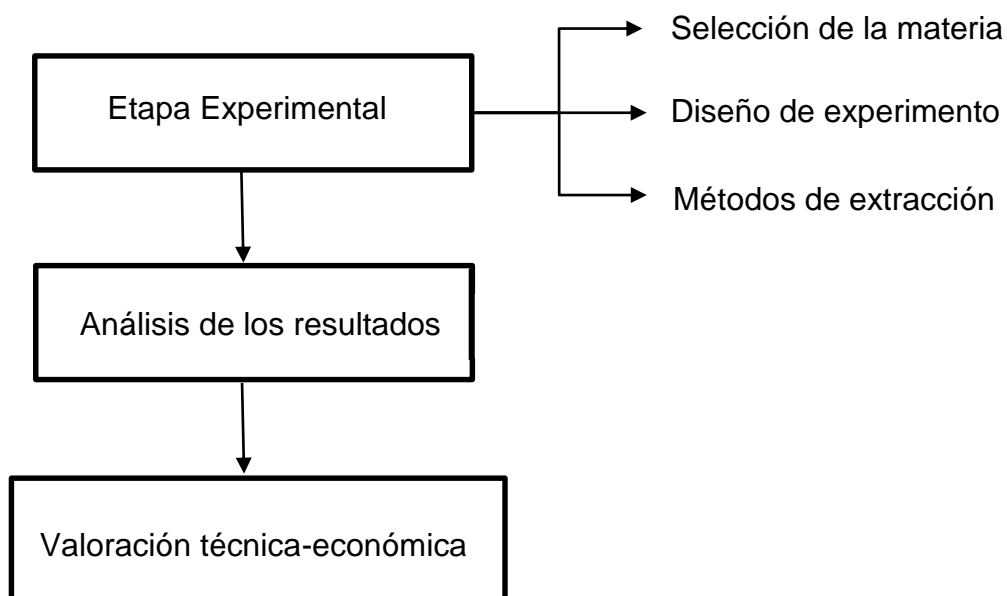 Selección de la materia
Etapa Experimental
Diseño de experimento
Métodos de extracción
Análisis de los resultados
Valoración técnica-económica